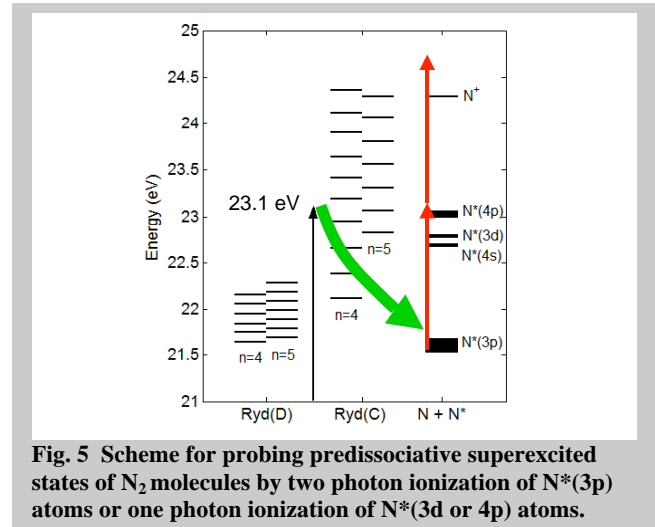 25
24.5
N+
24
23.5
23.1 eV
N*(4p)
23
N*(3d)
n=5
N*(4s)
22.5
22
n=4
n=4
n=5
N*(3p)
21.5
21
Energy (eV)
Ryd(D)
Ryd(C)
N + N*
Fig. 5 Scheme for probing predissociative superexcited
states of N2 molecules by two photon ionization of N*(3p)
atoms or one photon ionization of N*(3d or 4p) atoms.